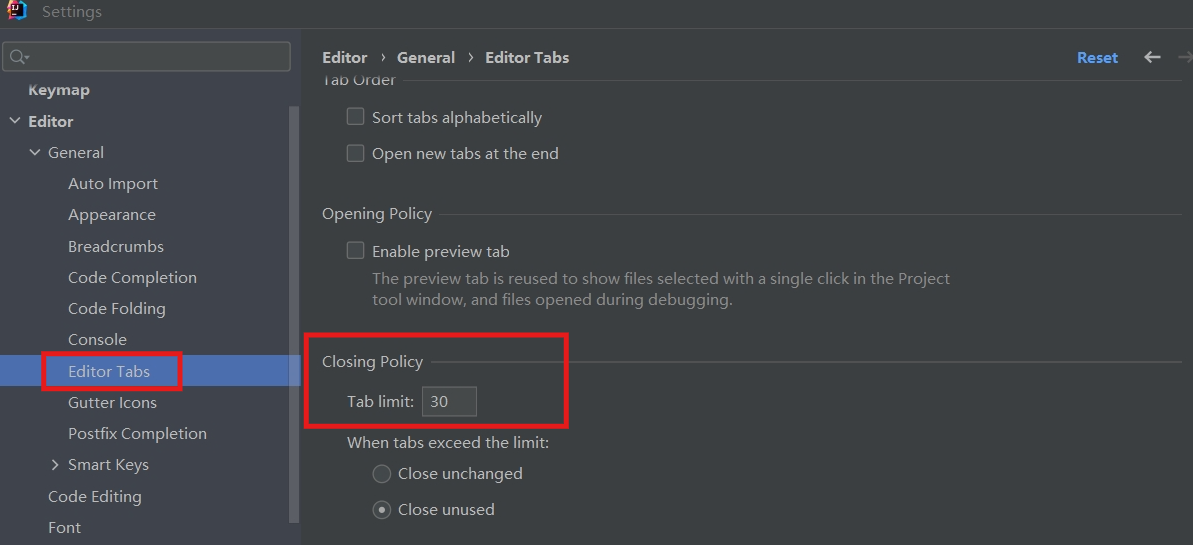 Settings
Keymap
Editor
General
Auto Import
Appearance
Breadcrumbs
Code Completion
Code Folding
Console
Editor Tabs
Gutter Icons
Postfix Completion
Smart Keys
Code Editing
Font
Editor › General › Editor Tabs
Reset
Tab Order
Sort tabs alphabetically
Open new tabs at the end
Opening Policy
Enable preview tab
The preview tab is reused to show files selected with a single click in the Project
tool window, and files opened during debugging.
Closing Policy
Tab limit: 30
When tabs exceed the limit:
Close unchanged
Close unused